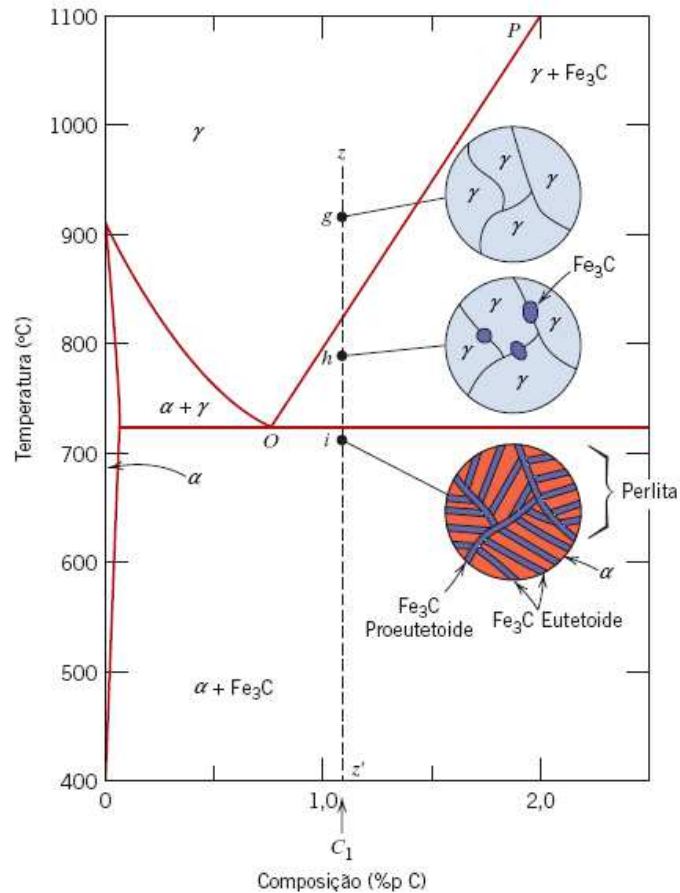 1100
1000
900
800
700
600
500
400
Temperatura (ºC)
P
γ + Fe₃C
γ
z
γ
γ
γ
γ
g
Fe₃C
γ
γ
γ
γ
h
α + γ
O
i
α
Perlita
α
Fe₃C
Proeutetoide
Fe₃C Eutetoide
α + Fe₃C
z'
0
1,0
2,0
C₁
Composição (%p C)